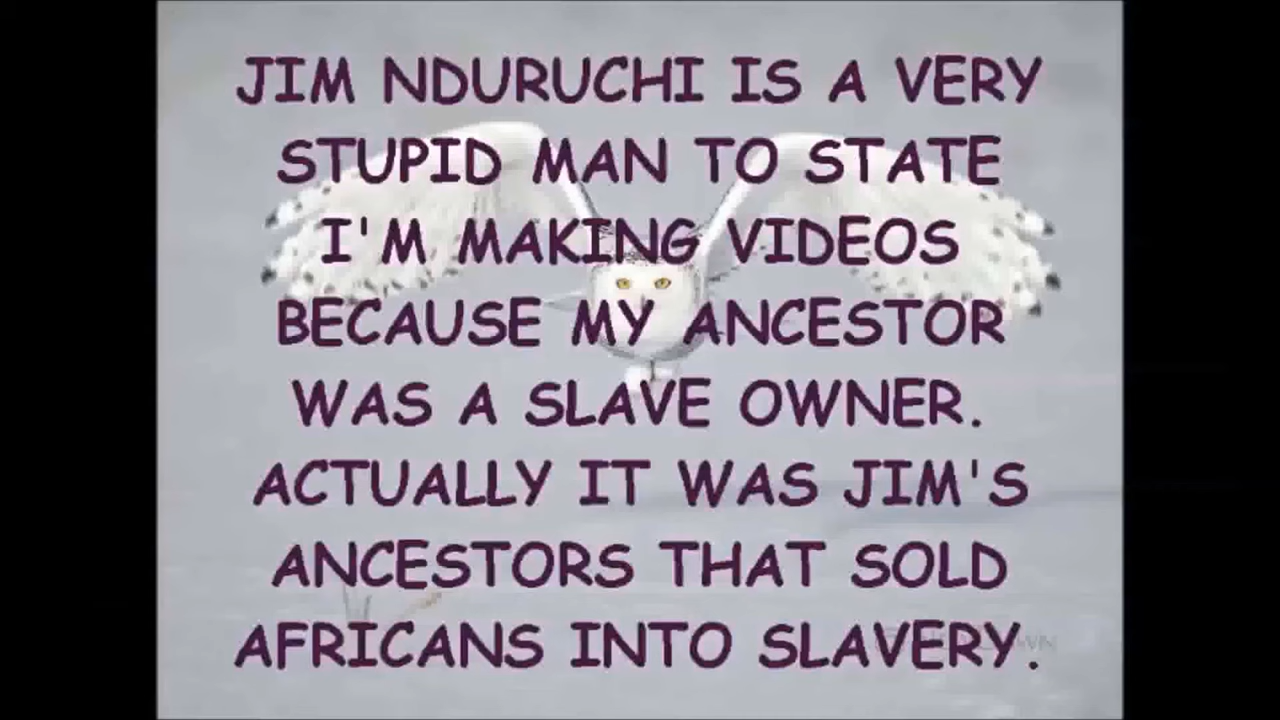 JIM NDURUCHI IS A VERY
STUPID MAN TO STATE
I'M MAKING VIDEOS
BECAUSE MY ANCESTOR
WAS A SLAVE OWNER.
ACTUALLY IT WAS JIM'S
ANCESTORS THAT SOLD
AFRICANS INTO SLAVERY.